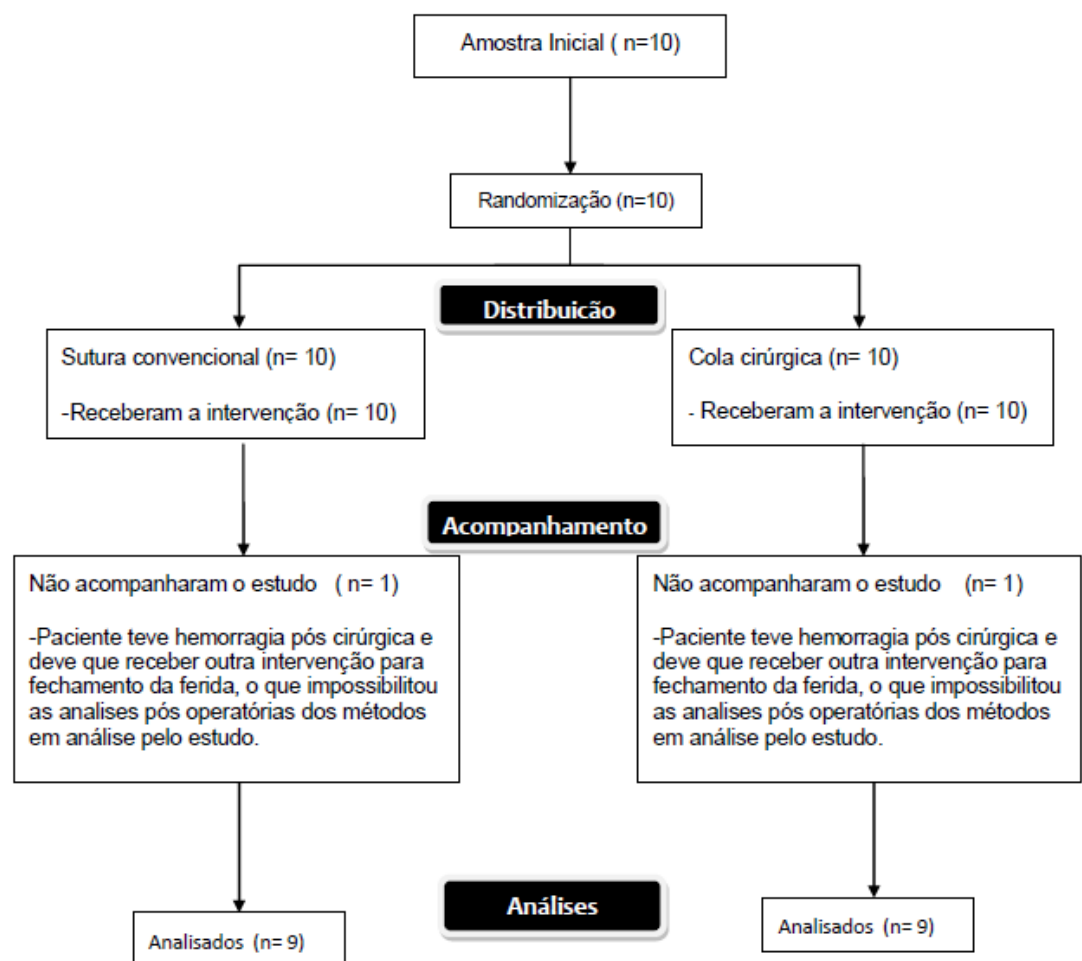 Amostra Inicial ( n=10)
Randomização (n=10)
Distribuicão
Sutura convencional (n= 10)
-Receberam a intervenção (n= 10)
Cola cirúrgica (n= 10)
- Receberam a intervenção (n= 10)
Acompanhamento
Não acompanharam o estudo ( n= 1)
-Paciente teve hemorragia pós cirúrgica e
deve que receber outra intervenção para
fechamento da ferida, o que impossibilitou
as analises pós operatórias dos métodos
em análise pelo estudo.
Não acompanharam o estudo (n= 1)
-Paciente teve hemorragia pós cirúrgica e
deve que receber outra intervenção para
fechamento da ferida, o que impossibilitou
as analises pós operatórias dos métodos
em análise pelo estudo.
Análises
Analisados (n= 9)
Analisados (n= 9)